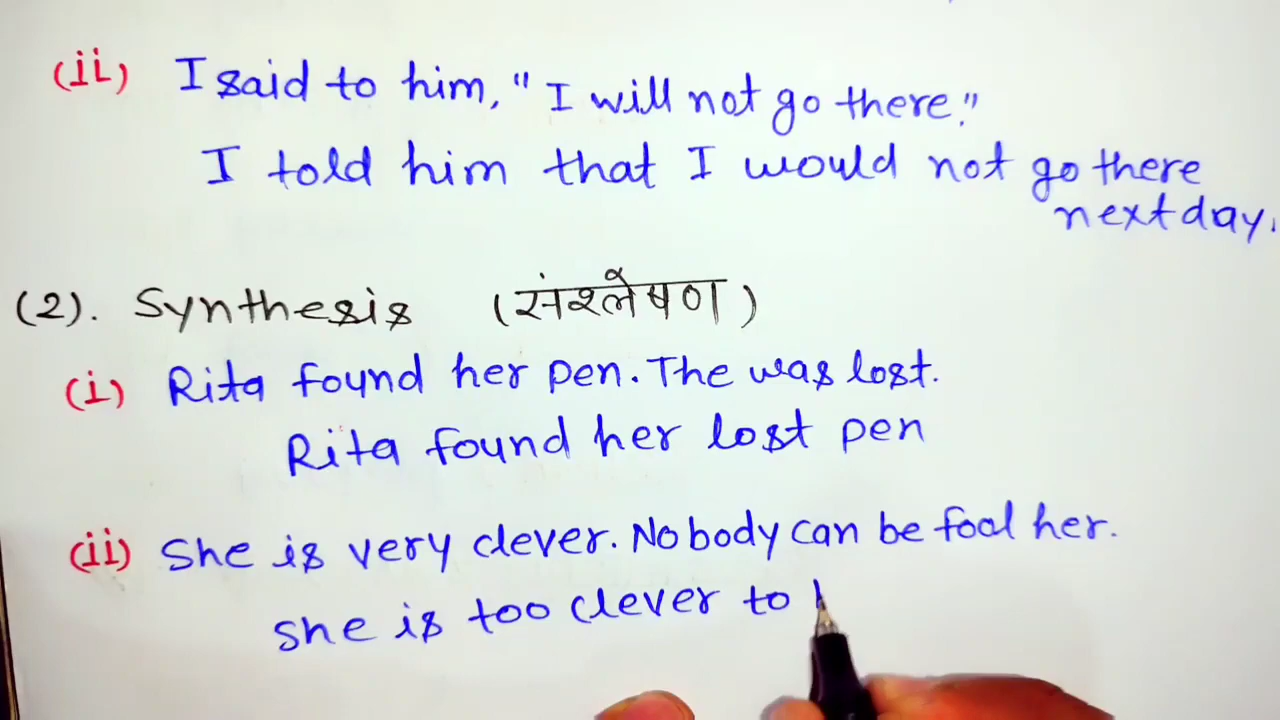 (ii) I said to him, "I will not go there."
I told him that I would not go there
next day.
(2). Synthesis (संश्लेषण)
(i) Rita found her pen. The was lost.
Rita found her lost pen
(ii) She is very clever. Nobody can be fool her.
she is too clever to